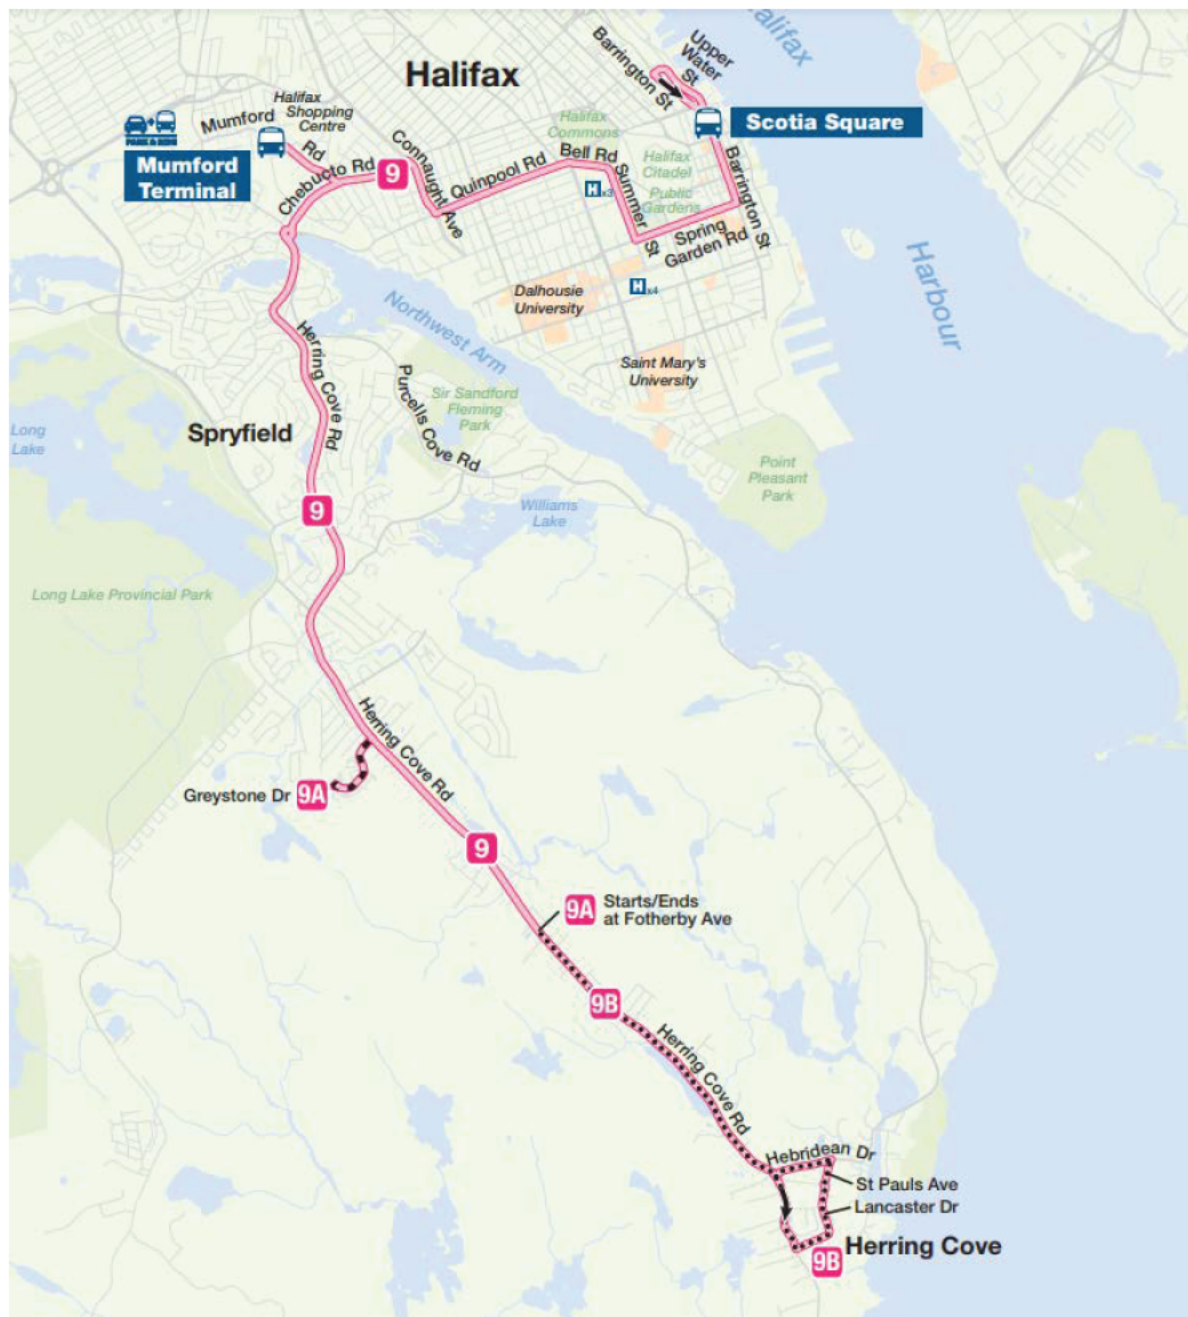 Halifax
Barrington St
Upper
Water
St
Halifax
Harbour
Scotia Square
Mumford
Rd
Halifax
Shopping
Centre
Mumford
Terminal
Chebucto Rd
9
Connaught Ave
Quinpool Rd
Bell Rd
Halifax
Commons
Halifax
Citadel
Public
Gardens
H x3
Summer St
Barrington St
Spring
Garden Rd
H x4
Dalhousie
University
Saint Mary's
University
Northwest Arm
Herring Cove Rd
Purcells Cove Rd
Sir Sandford
Fleming
Park
Spryfield
Long
Lake
Point
Pleasant
Park
9
Williams
Lake
Long Lake Provincial Park
Herring Cove Rd
Greystone Dr
9A
9
9A
Starts/Ends
at Fotherby Ave
9B
Herring Cove Rd
Hebridean Dr
St Pauls Ave
Lancaster Dr
Herring Cove
9B